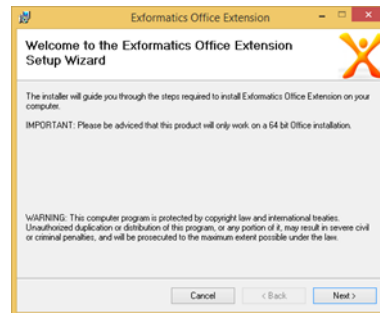 Exformatics Office Extension
Welcome to the Exformatics Office Extension
Setup Wizard
The installer will guide you through the steps required to install Exformatics Office Extension on your
computer.
IMPORTANT: Please be adviced that this product will only work on a 64 bit Office installation.
WARNING: This computer program is protected by copyright law and international treaties.
Unauthorized duplication or distribution of this program, or any portion of it, may result in severe civil
or criminal penalties, and will be prosecuted to the maximum extent possible under the law.
Cancel < Back Next >